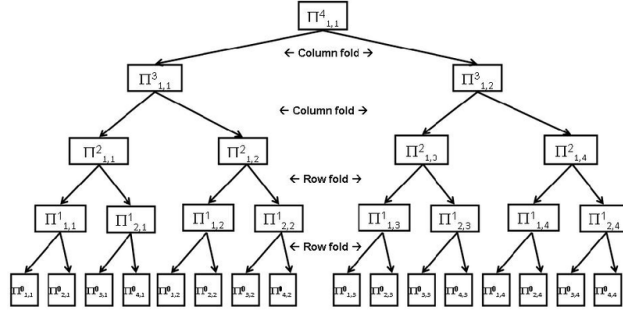 Π⁴₁,₁
← Column fold →
Π³₁,₁ Π³₁,₂
← Column fold →
Π²₁,₁ Π²₁,₂ Π²₁,₃ Π²₁,₄
← Row fold →
Π¹₁,₁ Π¹₂,₁ Π¹₁,₂ Π¹₂,₂ Π¹₁,₃ Π¹₂,₃ Π¹₁,₄ Π¹₂,₄
← Row fold →
Π⁰₁,₁ Π⁰₂,₁ Π⁰₃,₁ Π⁰₄,₁ Π⁰₁,₂ Π⁰₂,₂ Π⁰₃,₂ Π⁰₄,₂ Π⁰₁,₃ Π⁰₂,₃ Π⁰₃,₃ Π⁰₄,₃ Π⁰₁,₄ Π⁰₂,₄ Π⁰₃,₄ Π⁰₄,₄